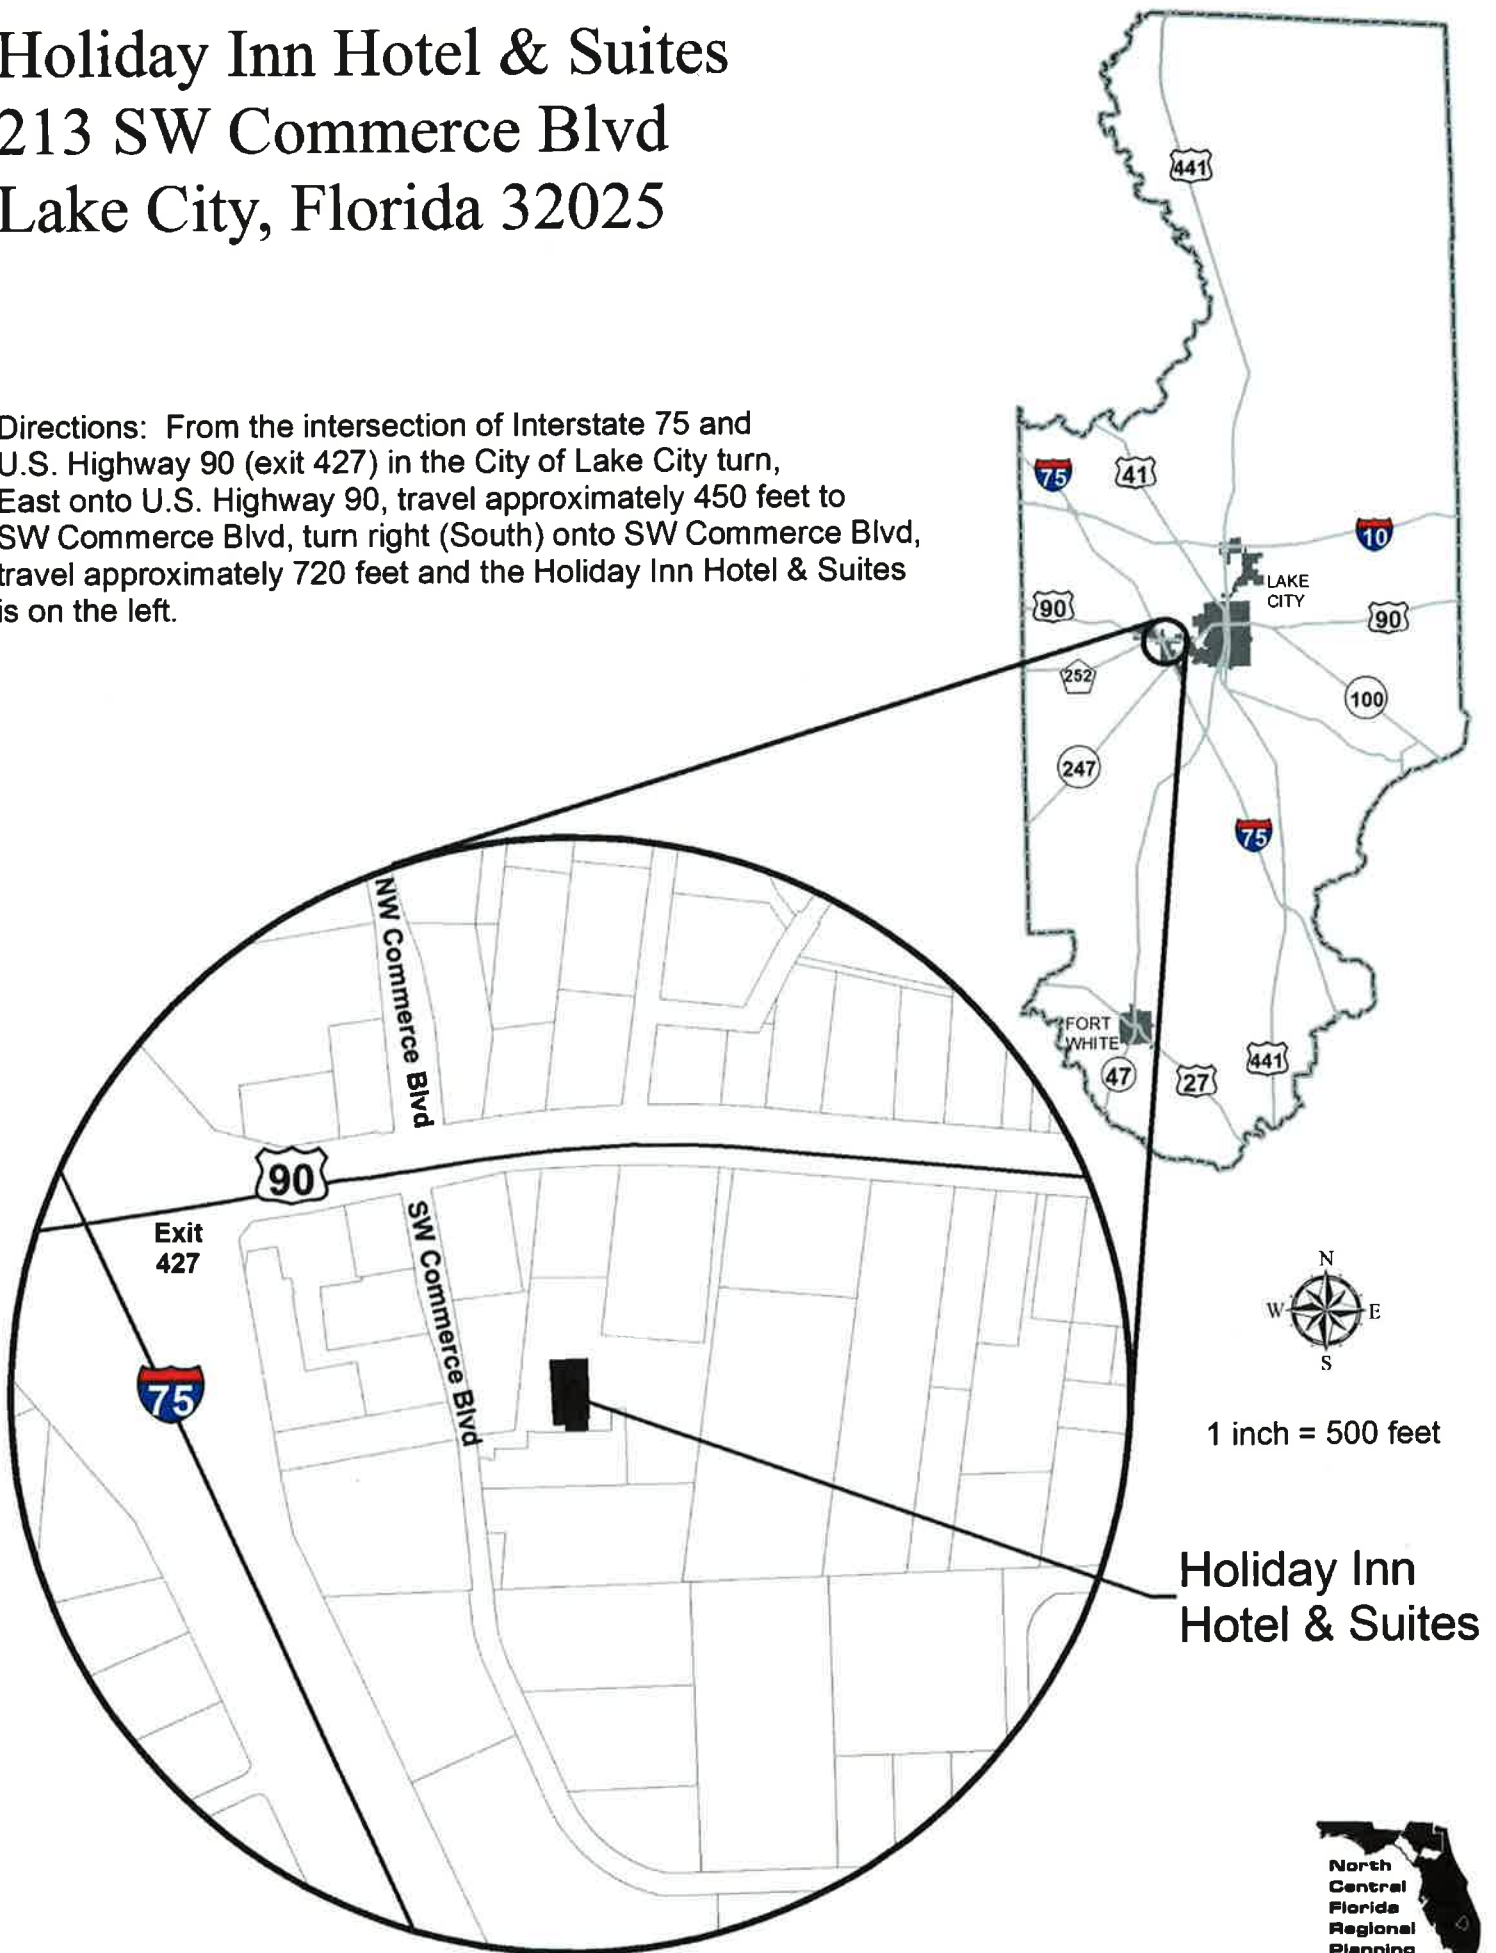 Holiday Inn Hotel & Suites
213 SW Commerce Blvd
Lake City, Florida 32025
Directions: From the intersection of Interstate 75 and
U.S. Highway 90 (exit 427) in the City of Lake City turn,
East onto U.S. Highway 90, travel approximately 450 feet to
SW Commerce Blvd, turn right (South) onto SW Commerce Blvd,
travel approximately 720 feet and the Holiday Inn Hotel & Suites
is on the left.
441
75
41
10
LAKE
CITY
90
90
252
100
247
75
FORT
WHITE
47
27
441
NW Commerce Blvd
90
Exit
427
SW Commerce Blvd
75
N
W
E
S
1 inch = 500 feet
Holiday Inn
Hotel & Suites
North
Central
Florida
Regional
Planning